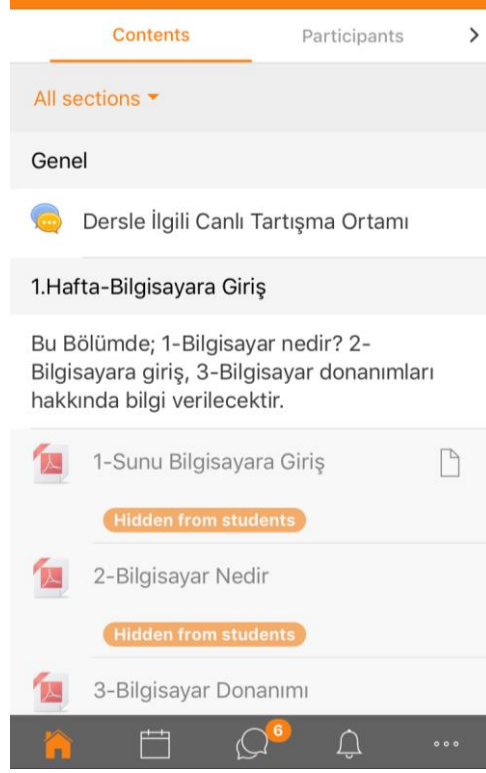 Contents
Participants
All sections
Genel
Dersle İlgili Canlı Tartışma Ortamı
1.Hafta-Bilgisayara Giriş
Bu Bölümde; 1-Bilgisayar nedir? 2-
Bilgisayara giriş, 3-Bilgisayar donanımları
hakkında bilgi verilecektir.
1-Sunu Bilgisayara Giriş
Hidden from students
2-Bilgisayar Nedir
Hidden from students
3-Bilgisayar Donanımı
6